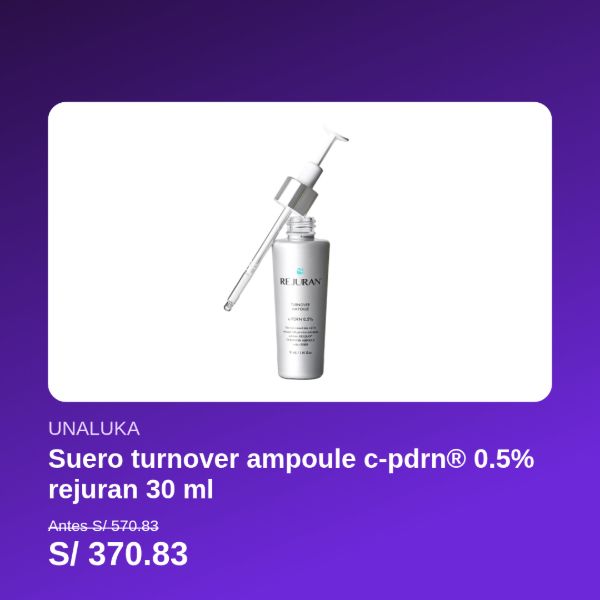 REJURAN
TURNOVER
AMPOULE
c-PDRN 0.5%
UNALUKA
Suero turnover ampoule c-pdrn® 0.5%
rejuran 30 ml
Antes S/ 570.83
S/ 370.83